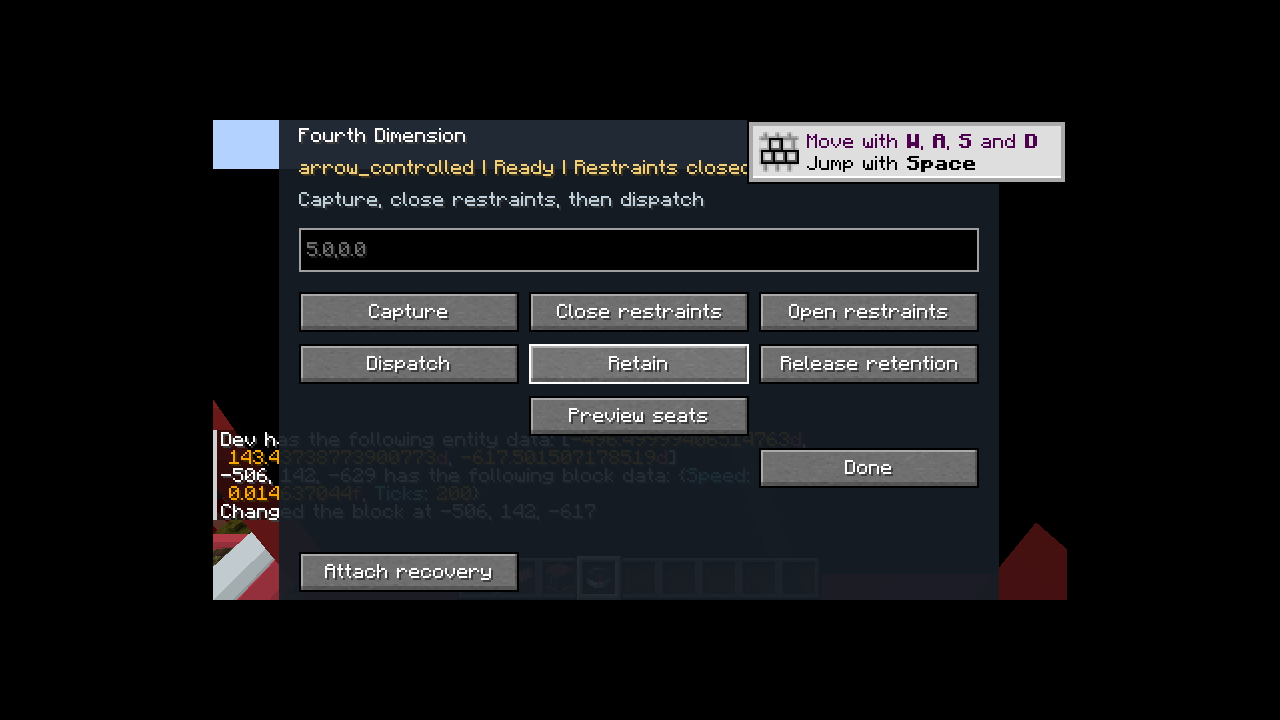 Fourth Dimension
Move with W, A, S and D
Jump with Space
arrow_controlled | Ready | Restraints closed
Capture, close restraints, then dispatch
5.0,0.0
Capture
Close restraints
Open restraints
Dispatch
Retain
Release retention
Preview seats
Dev has the following entity data: [-496.49999406514763d,
143.43738773900773d, -617.501507178519d]
Done
-506, 142, -629 has the following block data: {Speed:
0.014637044f, Ticks: 200}
Changed the block at -506, 142, -617
Attach recovery